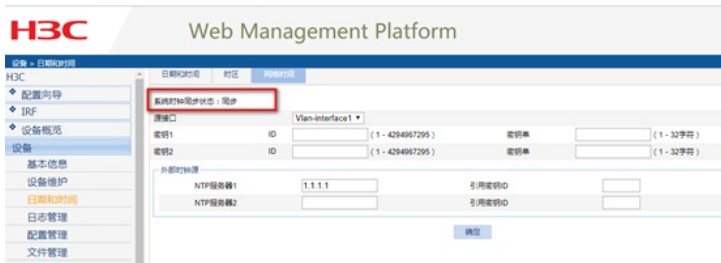 H3C
Web Management Platform
设备 > 日期和时间
H3C
配置向导
IRF
设备概览
设备
基本信息
设备维护
日期和时间
日志管理
配置管理
文件管理
日期和时间 时区 网络时间
系统时钟同步状态：同步
源接口 Vlan-interface1
密钥1 ID (1 - 4294967295) 密钥串 (1 - 32字符)
密钥2 ID (1 - 4294967295) 密钥串 (1 - 32字符)
外部时钟源
NTP服务器1 1.1.1.1 引用密钥ID
NTP服务器2 引用密钥ID
确定